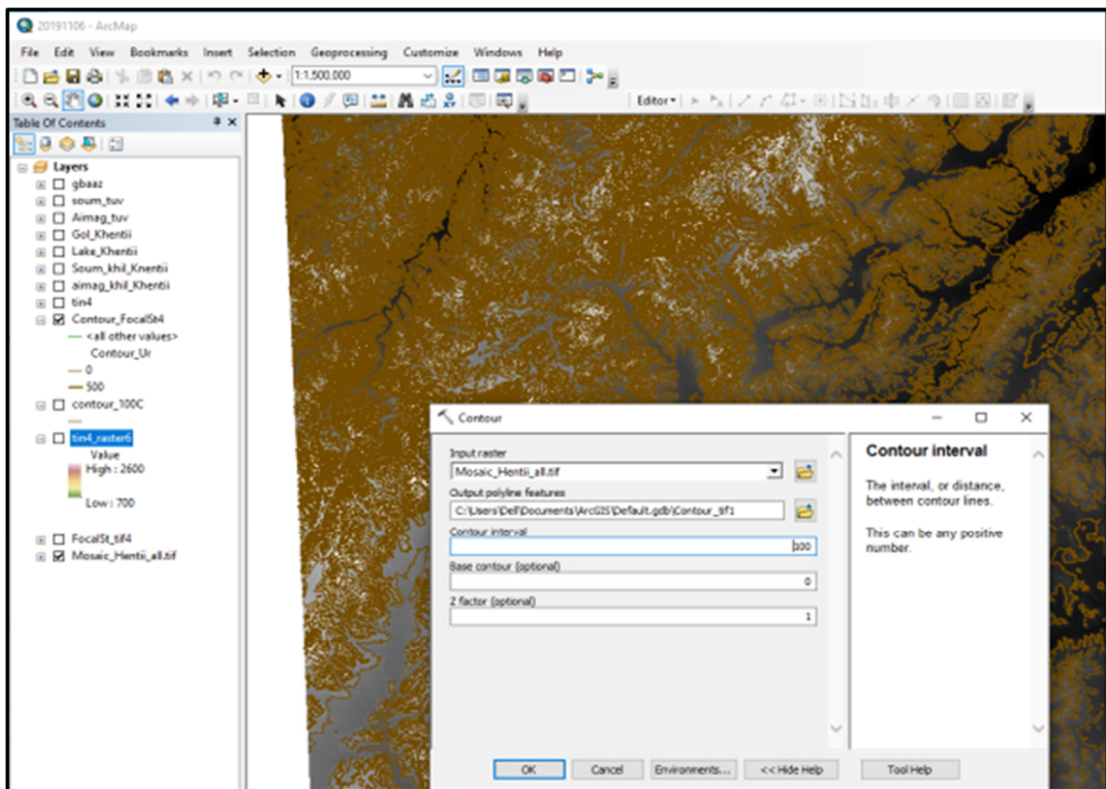 20191106 - ArcMap
File Edit View Bookmarks Insert Selection Geoprocessing Customize Windows Help
1:1,500,000
Editor
Table Of Contents
Layers
gbaaz
soum_tuv
Aimag_tuv
Gol_Khentii
Lake_Khentii
Soum_khil_Knentii
aimag_khil_Khentii
tin4
Contour_FocalSt4
<all other values>
Contour_Ur
0
500
contour_100C
tin4_raster6
Value
High : 2600
Low : 700
FocalSt_tif4
Mosaic_Hentii_all.tif
Contour
Input raster
Mosaic_Hentii_all.tif
Output polyline features
C:\Users\Dell\Documents\ArcGIS\Default.gdb\Contour_tif1
Contour interval
Base contour (optional)
0
Z factor (optional)
1
OK Cancel Environments... << Hide Help Tool Help
Contour interval
The interval, or distance,
between contour lines.
This can be any positive
number.